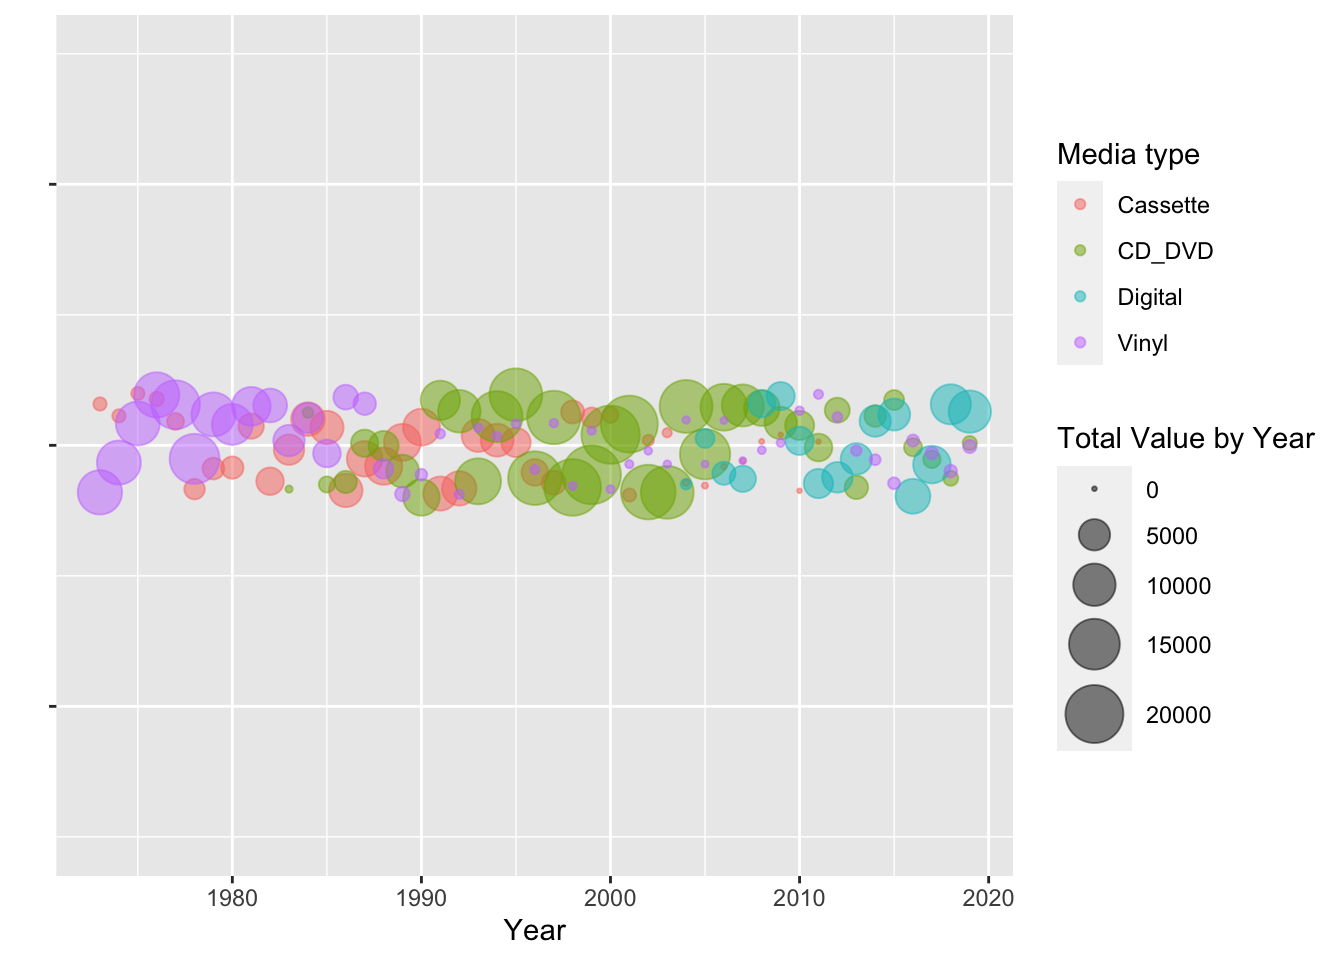 Media type
Cassette
CD_DVD
Digital
Vinyl
Total Value by Year
0
5000
10000
15000
20000
1980 1990 2000 2010 2020
Year